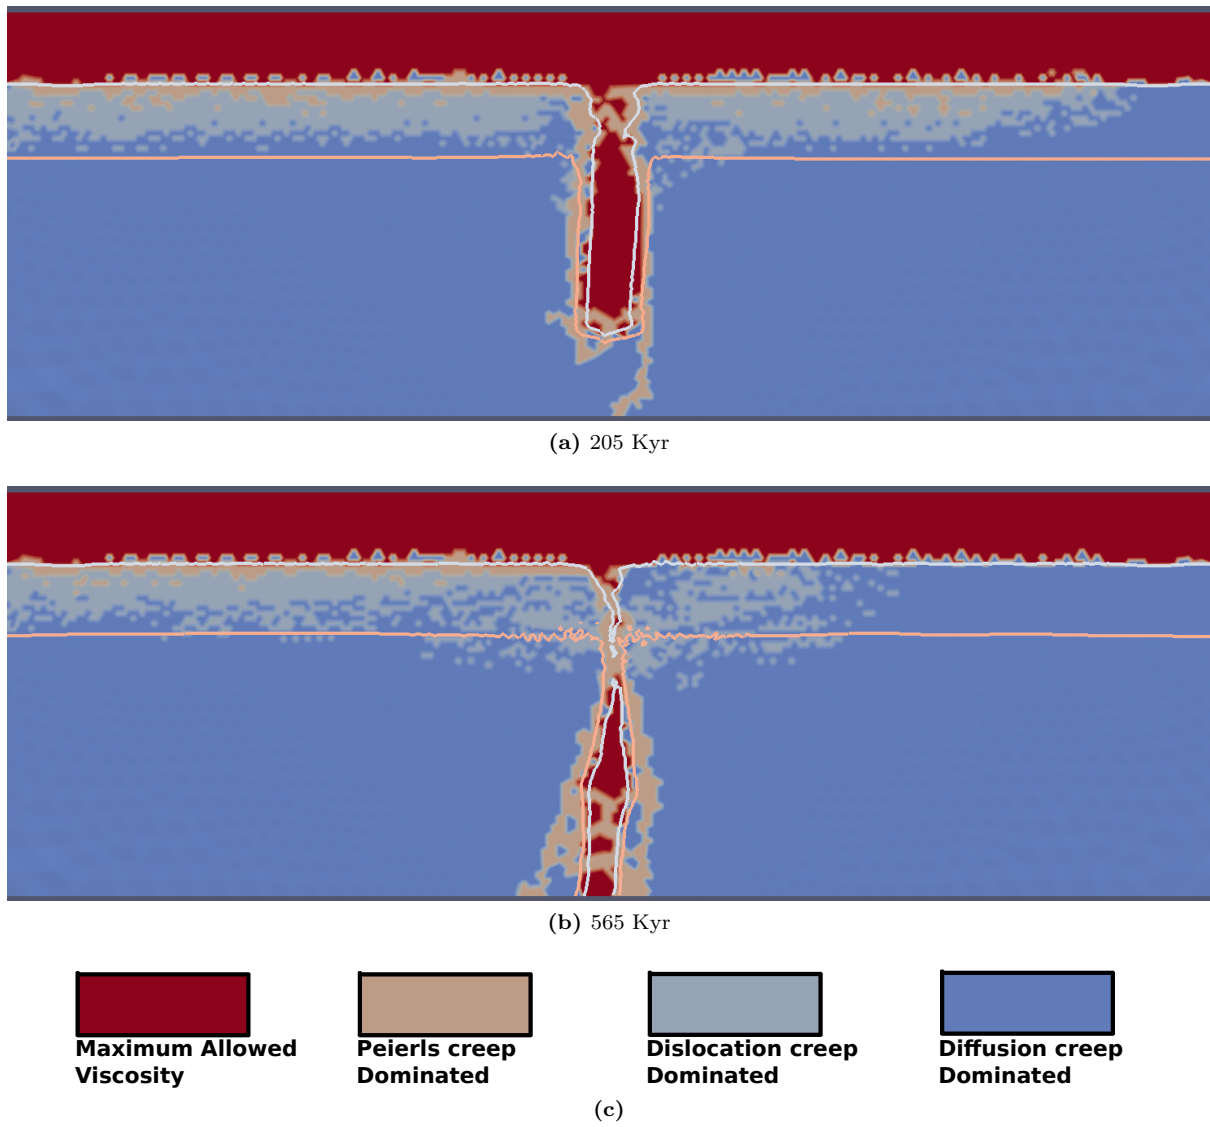 (a) 205 Kyr
(b) 565 Kyr
Maximum Allowed
Viscosity
Peierls creep
Dominated
Dislocation creep
Dominated
Diffusion creep
Dominated
(c)